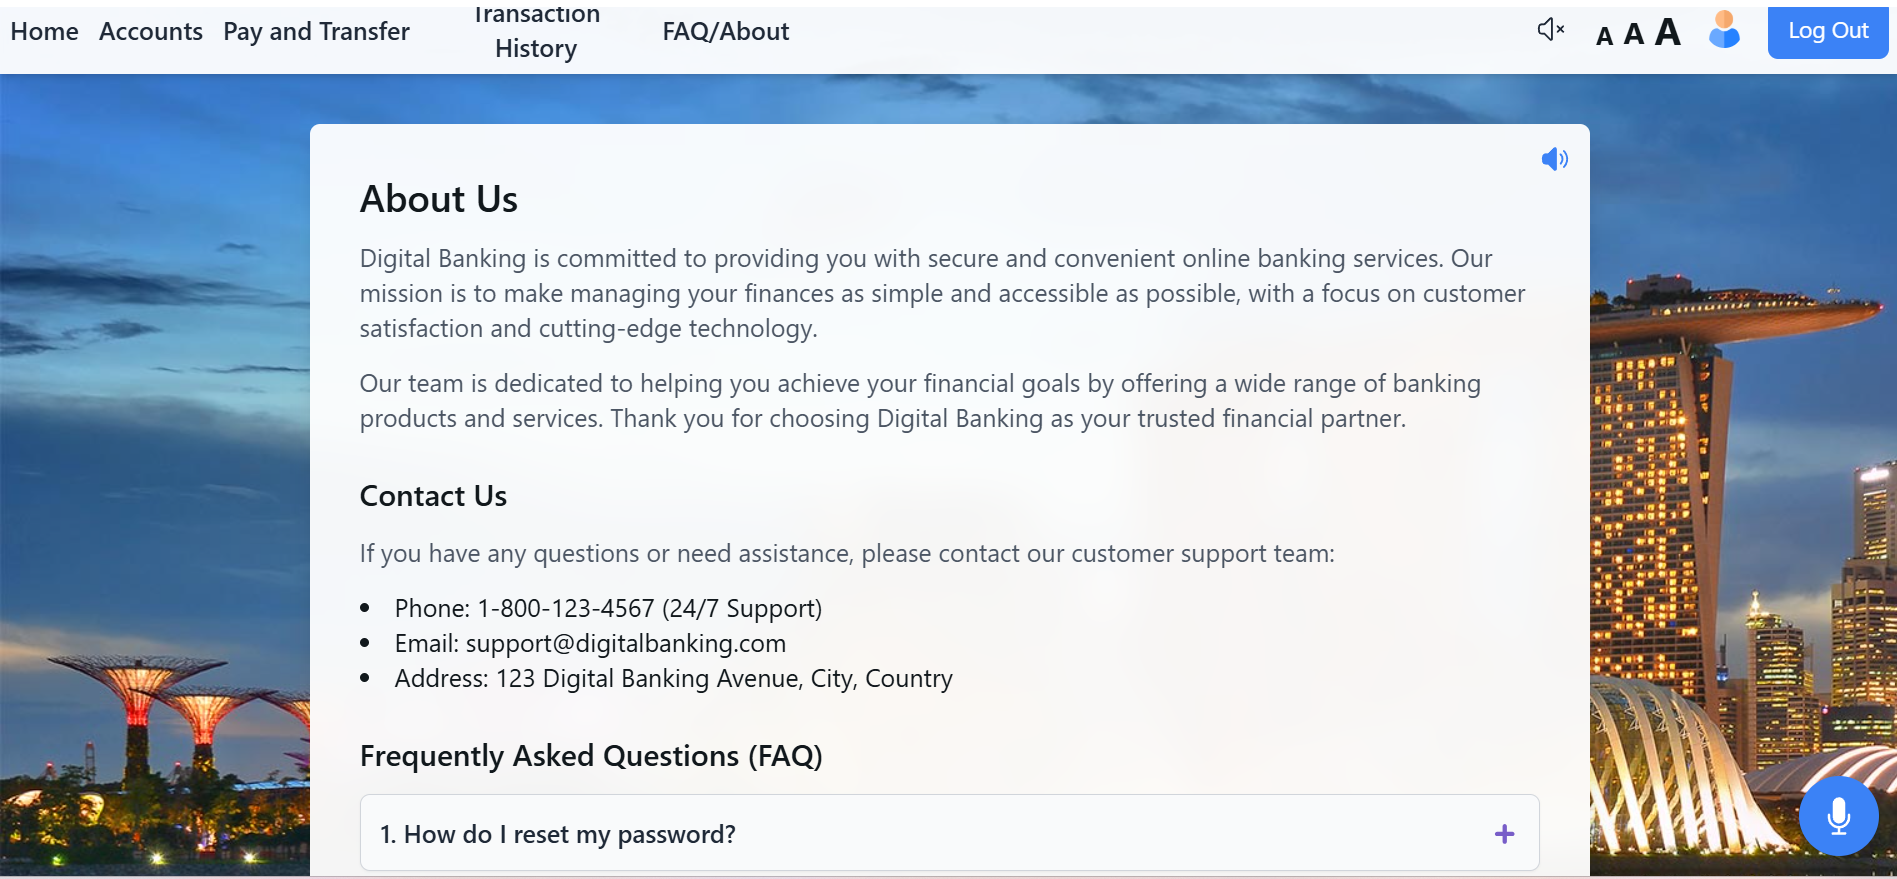 Home Accounts Pay and Transfer Transaction History FAQ/About A A A Log Out
About Us
Digital Banking is committed to providing you with secure and convenient online banking services. Our
mission is to make managing your finances as simple and accessible as possible, with a focus on customer
satisfaction and cutting-edge technology.
Our team is dedicated to helping you achieve your financial goals by offering a wide range of banking
products and services. Thank you for choosing Digital Banking as your trusted financial partner.
Contact Us
If you have any questions or need assistance, please contact our customer support team:
• Phone: 1-800-123-4567 (24/7 Support)
• Email: support@digitalbanking.com
• Address: 123 Digital Banking Avenue, City, Country
Frequently Asked Questions (FAQ)
1. How do I reset my password? +